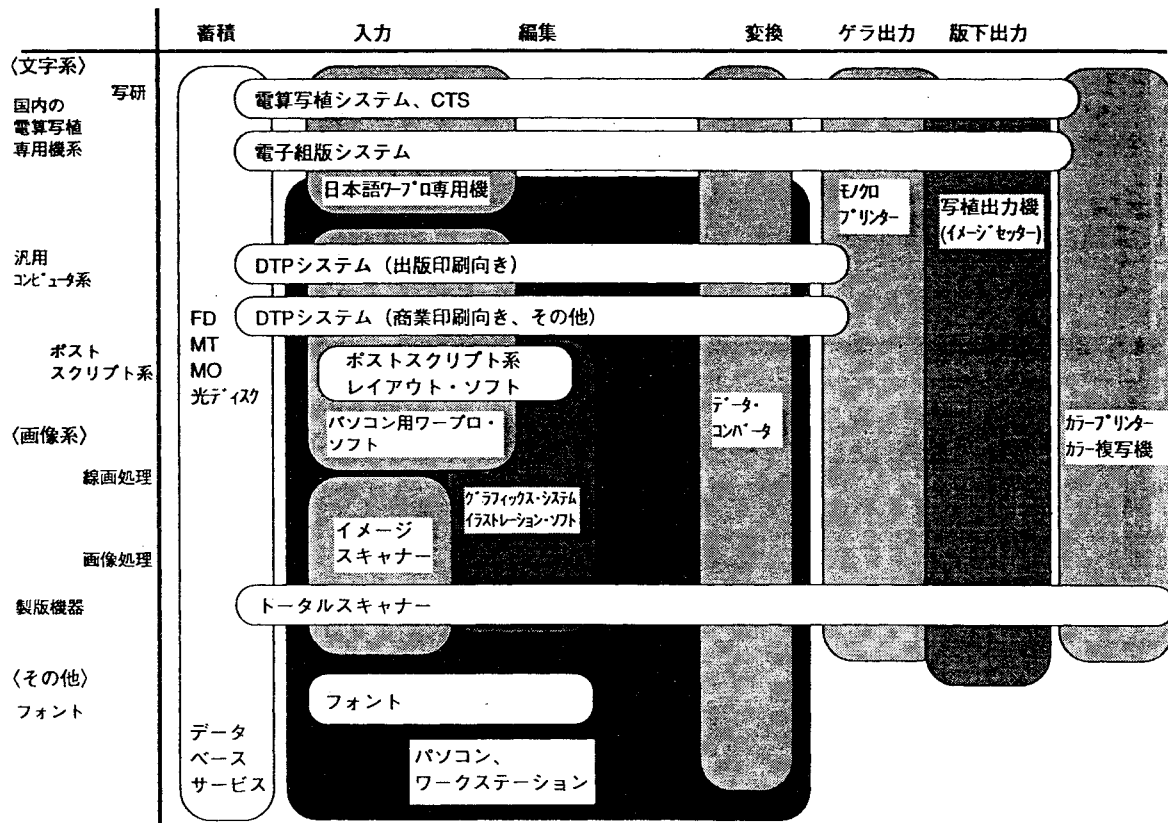 蓄積 入力 編集 変換 ゲラ出力 版下出力
〈文字系〉
写研
国内の
電算写植
専用機系
汎用
コンピュータ系
ポスト
スクリプト系
〈画像系〉
線画処理
画像処理
製版機器
〈その他〉
フォント
FD
MT
MO
光ディスク
データ
ベース
サービス
電算写植システム、CTS
電子組版システム
日本語ワープロ専用機
DTPシステム（出版印刷向き）
DTPシステム（商業印刷向き、その他）
ポストスクリプト系
レイアウト・ソフト
パソコン用ワープロ・
ソフト
グラフィックス・システム
イラストレーション・ソフト
イメージ
スキャナー
トータルスキャナー
フォント
パソコン、
ワークステーション
データ・
コンバータ
モノクロ
プリンター
写植出力機
(イメージセッター)
カラープリンター
カラー複写機